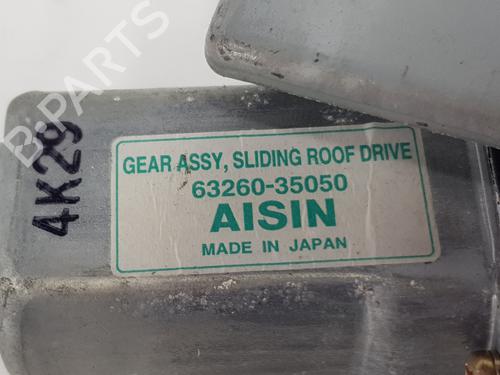 GEAR ASSY, SLIDING ROOF DRIVE
63260-35050
AISIN
MADE IN JAPAN
4K29
B-PARTS